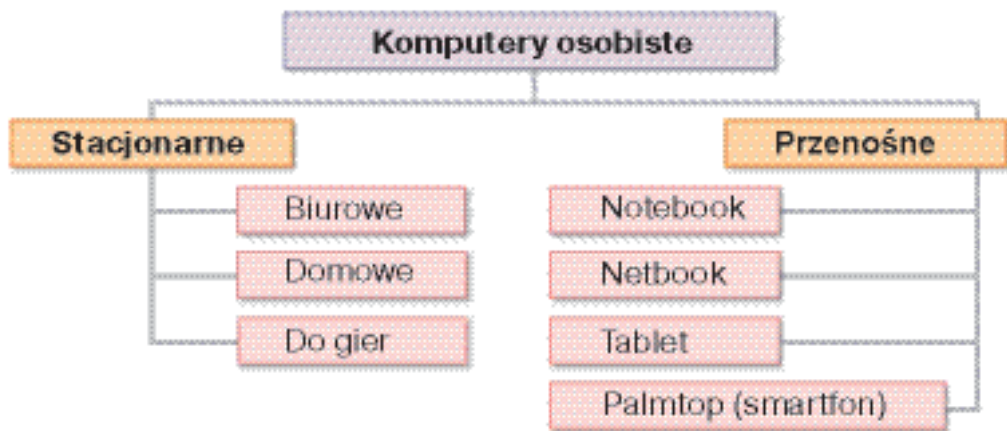 Komputery osobiste
Stacjonarne
Przenośne
Biurowe
Domowe
Do gier
Notebook
Netbook
Tablet
Palmtop (smartfon)